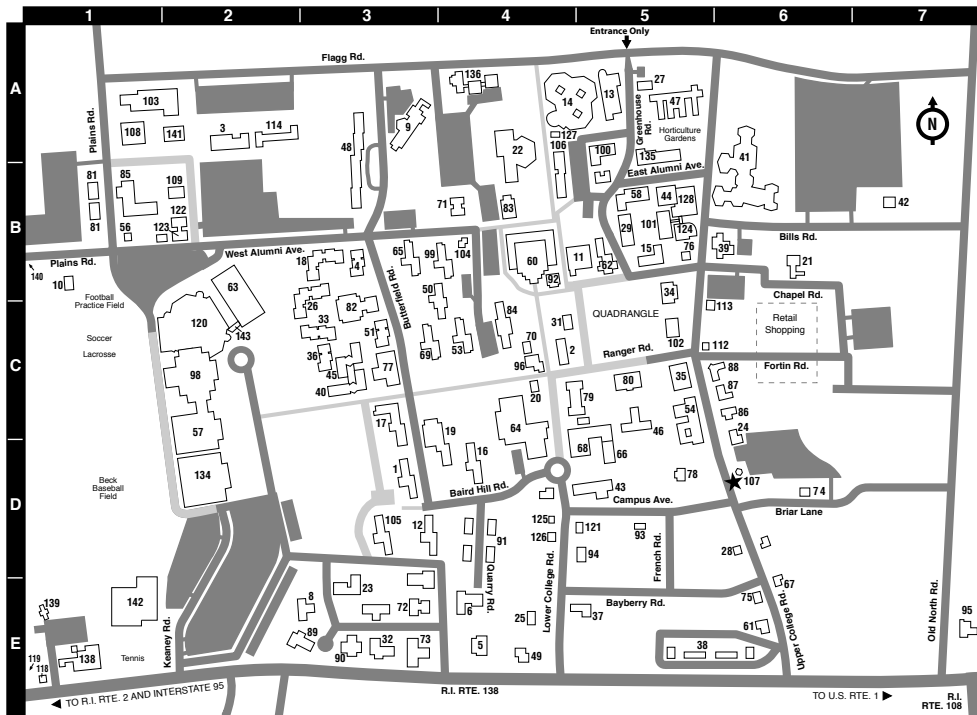 1 2 3 4 5 6 7
Entrance Only
Flagg Rd.
A
136
27
103
14
13
47
9
Greenhouse Rd.
N
108
141
3
114
127
Horticulture
Gardens
Plains Rd.
48
22
106
100
135
41
East Alumni Ave.
81
85
109
58
44
128
42
122
71
83
B
81
56
123
29
101
124
West Alumni Ave.
65
99
104
60
11
15
76
39
Bills Rd.
Plains Rd.
18
4
62
21
140
10
63
92
Chapel Rd.
Football
Practice Field
26
82
Butterfield Rd.
50
84
34
113
120
33
31
QUADRANGLE
Retail
Shopping
Soccer
143
51
70
102
112
Lacrosse
36
69
53
2
Ranger Rd.
C
98
45
77
96
88
Fortin Rd.
40
20
80
35
87
79
17
54
86
57
19
64
46
24
68
16
66
1
134
78
107
Beck
Baseball
Field
Baird Hill Rd.
43
Campus Ave.
74
D
Briar Lane
105
12
125
121
93
91
126
94
French Rd.
28
Quarry Rd.
Lower College Rd.
67
23
139
142
8
72
6
Bayberry Rd.
75
25
37
Upper College Rd.
Old North Rd.
95
E
Keaney Rd.
89
61
119
118
138
Tennis
90
32
73
5
49
38
TO R.I. RTE. 2 AND INTERSTATE 95
R.I. RTE. 138
TO U.S. RTE. 1
R.I.
RTE. 108